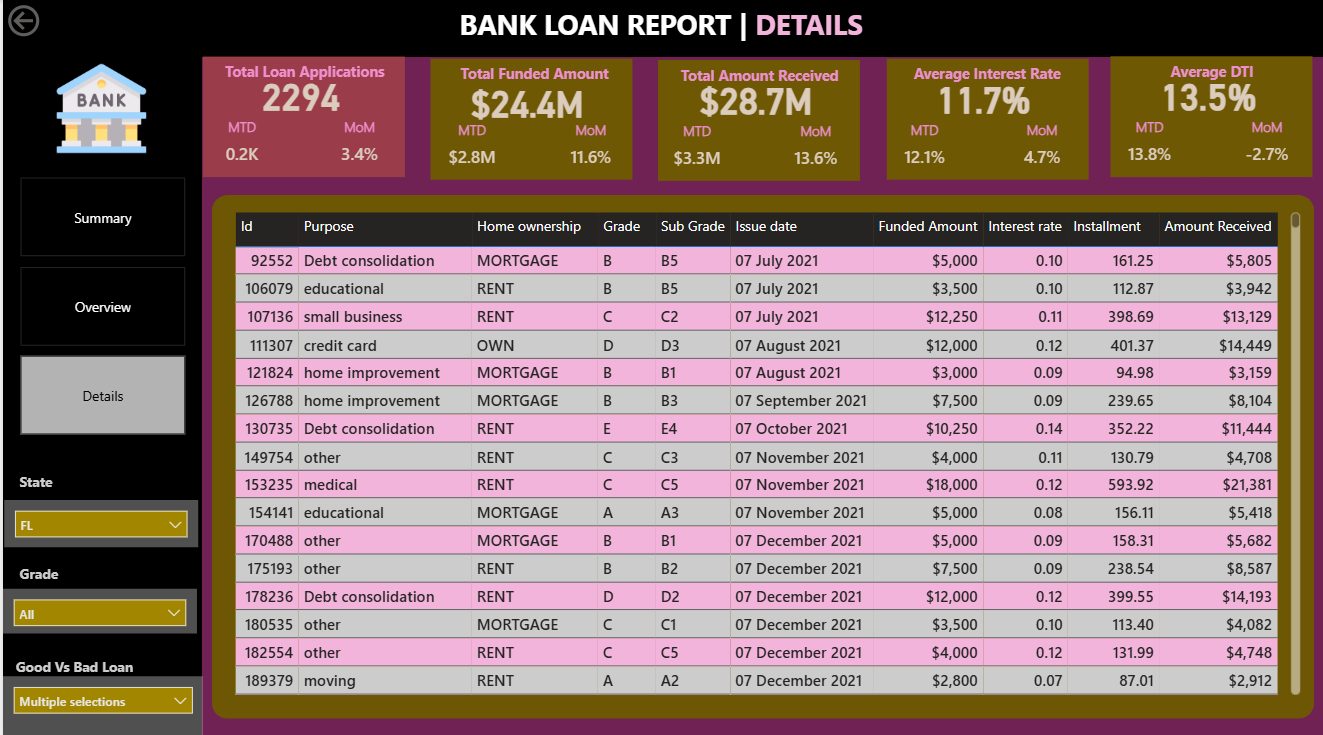 BANK LOAN REPORT | DETAILS
BANK
Total Loan Applications
2294
MTD MoM
0.2K 3.4%
Total Funded Amount
$24.4M
MTD MoM
$2.8M 11.6%
Total Amount Received
$28.7M
MTD MoM
$3.3M 13.6%
Average Interest Rate
11.7%
MTD MoM
12.1% 4.7%
Average DTI
13.5%
MTD MoM
13.8% -2.7%
Summary
Overview
Details
State
FL
Grade
All
Good Vs Bad Loan
Multiple selections
Id Purpose Home ownership Grade Sub Grade Issue date Funded Amount Interest rate Installment Amount Received
92552 Debt consolidation MORTGAGE B B5 07 July 2021 $5,000 0.10 161.25 $5,805
106079 educational RENT B B5 07 July 2021 $3,500 0.10 112.87 $3,942
107136 small business RENT C C2 07 July 2021 $12,250 0.11 398.69 $13,129
111307 credit card OWN D D3 07 August 2021 $12,000 0.12 401.37 $14,449
121824 home improvement MORTGAGE B B1 07 August 2021 $3,000 0.09 94.98 $3,159
126788 home improvement MORTGAGE B B3 07 September 2021 $7,500 0.09 239.65 $8,104
130735 Debt consolidation RENT E E4 07 October 2021 $10,250 0.14 352.22 $11,444
149754 other RENT C C3 07 November 2021 $4,000 0.11 130.79 $4,708
153235 medical RENT C C5 07 November 2021 $18,000 0.12 593.92 $21,381
154141 educational MORTGAGE A A3 07 November 2021 $5,000 0.08 156.11 $5,418
170488 other MORTGAGE B B1 07 December 2021 $5,000 0.09 158.31 $5,682
175193 other RENT B B2 07 December 2021 $7,500 0.09 238.54 $8,587
178236 Debt consolidation RENT D D2 07 December 2021 $12,000 0.12 399.55 $14,193
180535 other MORTGAGE C C1 07 December 2021 $3,500 0.10 113.40 $4,082
182554 other RENT C C5 07 December 2021 $4,000 0.12 131.99 $4,748
189379 moving RENT A A2 07 December 2021 $2,800 0.07 87.01 $2,912